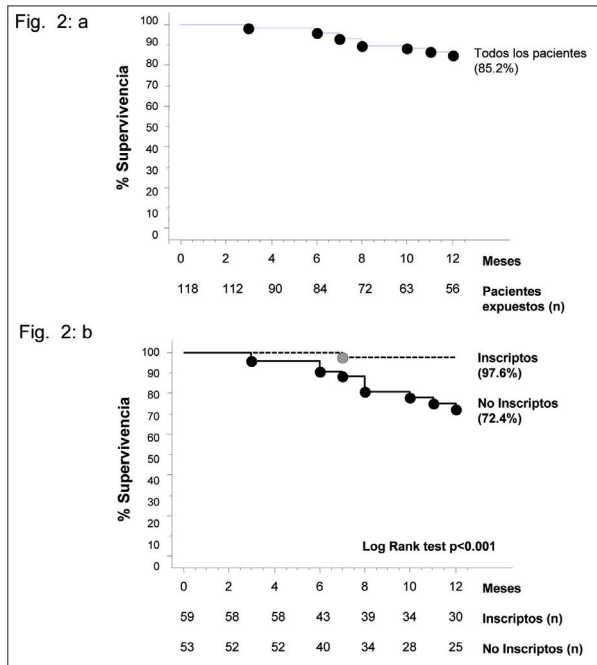 Fig. 2: a
100
90
80
70
60
50
40
30
20
10
0
% Supervivencia
Todos los pacientes
(85.2%)
0 2 4 6 8 10 12 Meses
118 112 90 84 72 63 56 Pacientes
expuestos (n)
Fig. 2: b
100
90
80
70
60
50
40
30
20
10
0
% Supervivencia
Inscriptos
(97.6%)
No Inscriptos
(72.4%)
Log Rank test p<0.001
0 2 4 6 8 10 12 Meses
59 58 58 43 39 34 30 Inscriptos (n)
53 52 52 40 34 28 25 No Inscriptos (n)